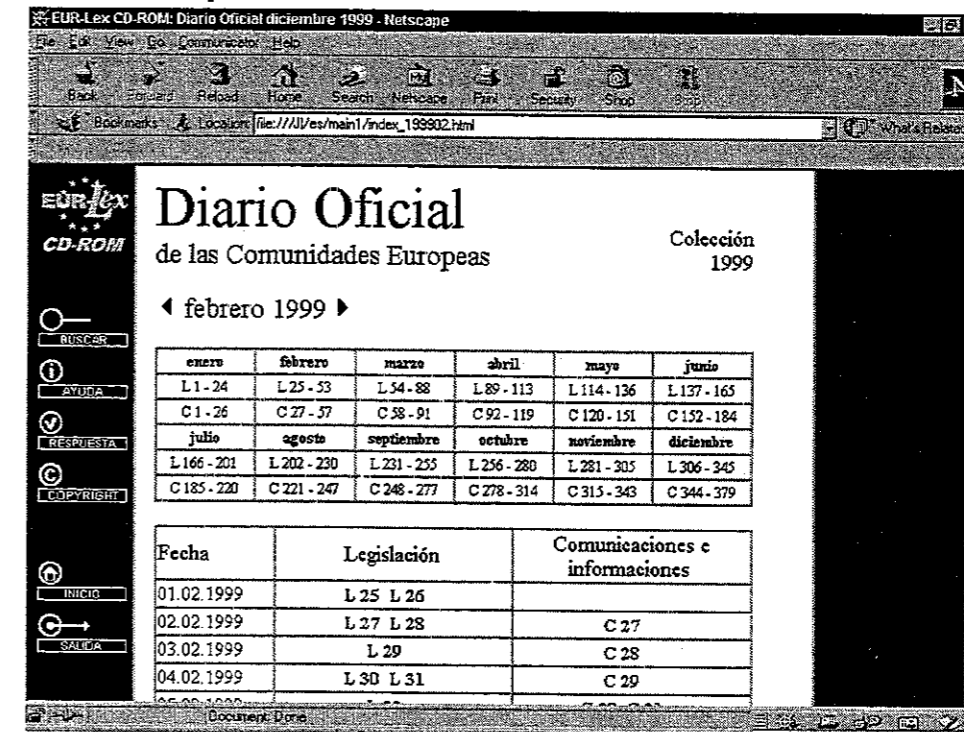 EUR-Lex CD-ROM: Diario Oficial diciembre 1999 - Netscape
File Edit View Go Communicator Help
Back Forward Reload Home Search Netscape Print Security Shop Stop
Bookmarks Location: file:///J|/es/main1/index_199902.html What's Related
EUR-Lex
CD-ROM
Diario Oficial
de las Comunidades Europeas
Colección
1999
febrero 1999
BUSCAR
AYUDA
RESPUESTA
COPYRIGHT
INICIO
SALIDA
enero febrero marzo abril mayo junio
L 1 - 24 L 25 - 53 L 54 - 88 L 89 - 113 L 114 - 136 L 137 - 165
C 1 - 26 C 27 - 57 C 58 - 91 C 92 - 119 C 120 - 151 C 152 - 184
julio agosto septiembre octubre noviembre diciembre
L 166 - 201 L 202 - 230 L 231 - 255 L 256 - 280 L 281 - 305 L 306 - 345
C 185 - 220 C 221 - 247 C 248 - 277 C 278 - 314 C 315 - 343 C 344 - 379
Fecha Legislación Comunicaciones e
informaciones
01.02.1999 L 25 L 26
02.02.1999 L 27 L 28 C 27
03.02.1999 L 29 C 28
04.02.1999 L 30 L 31 C 29
Document: Done